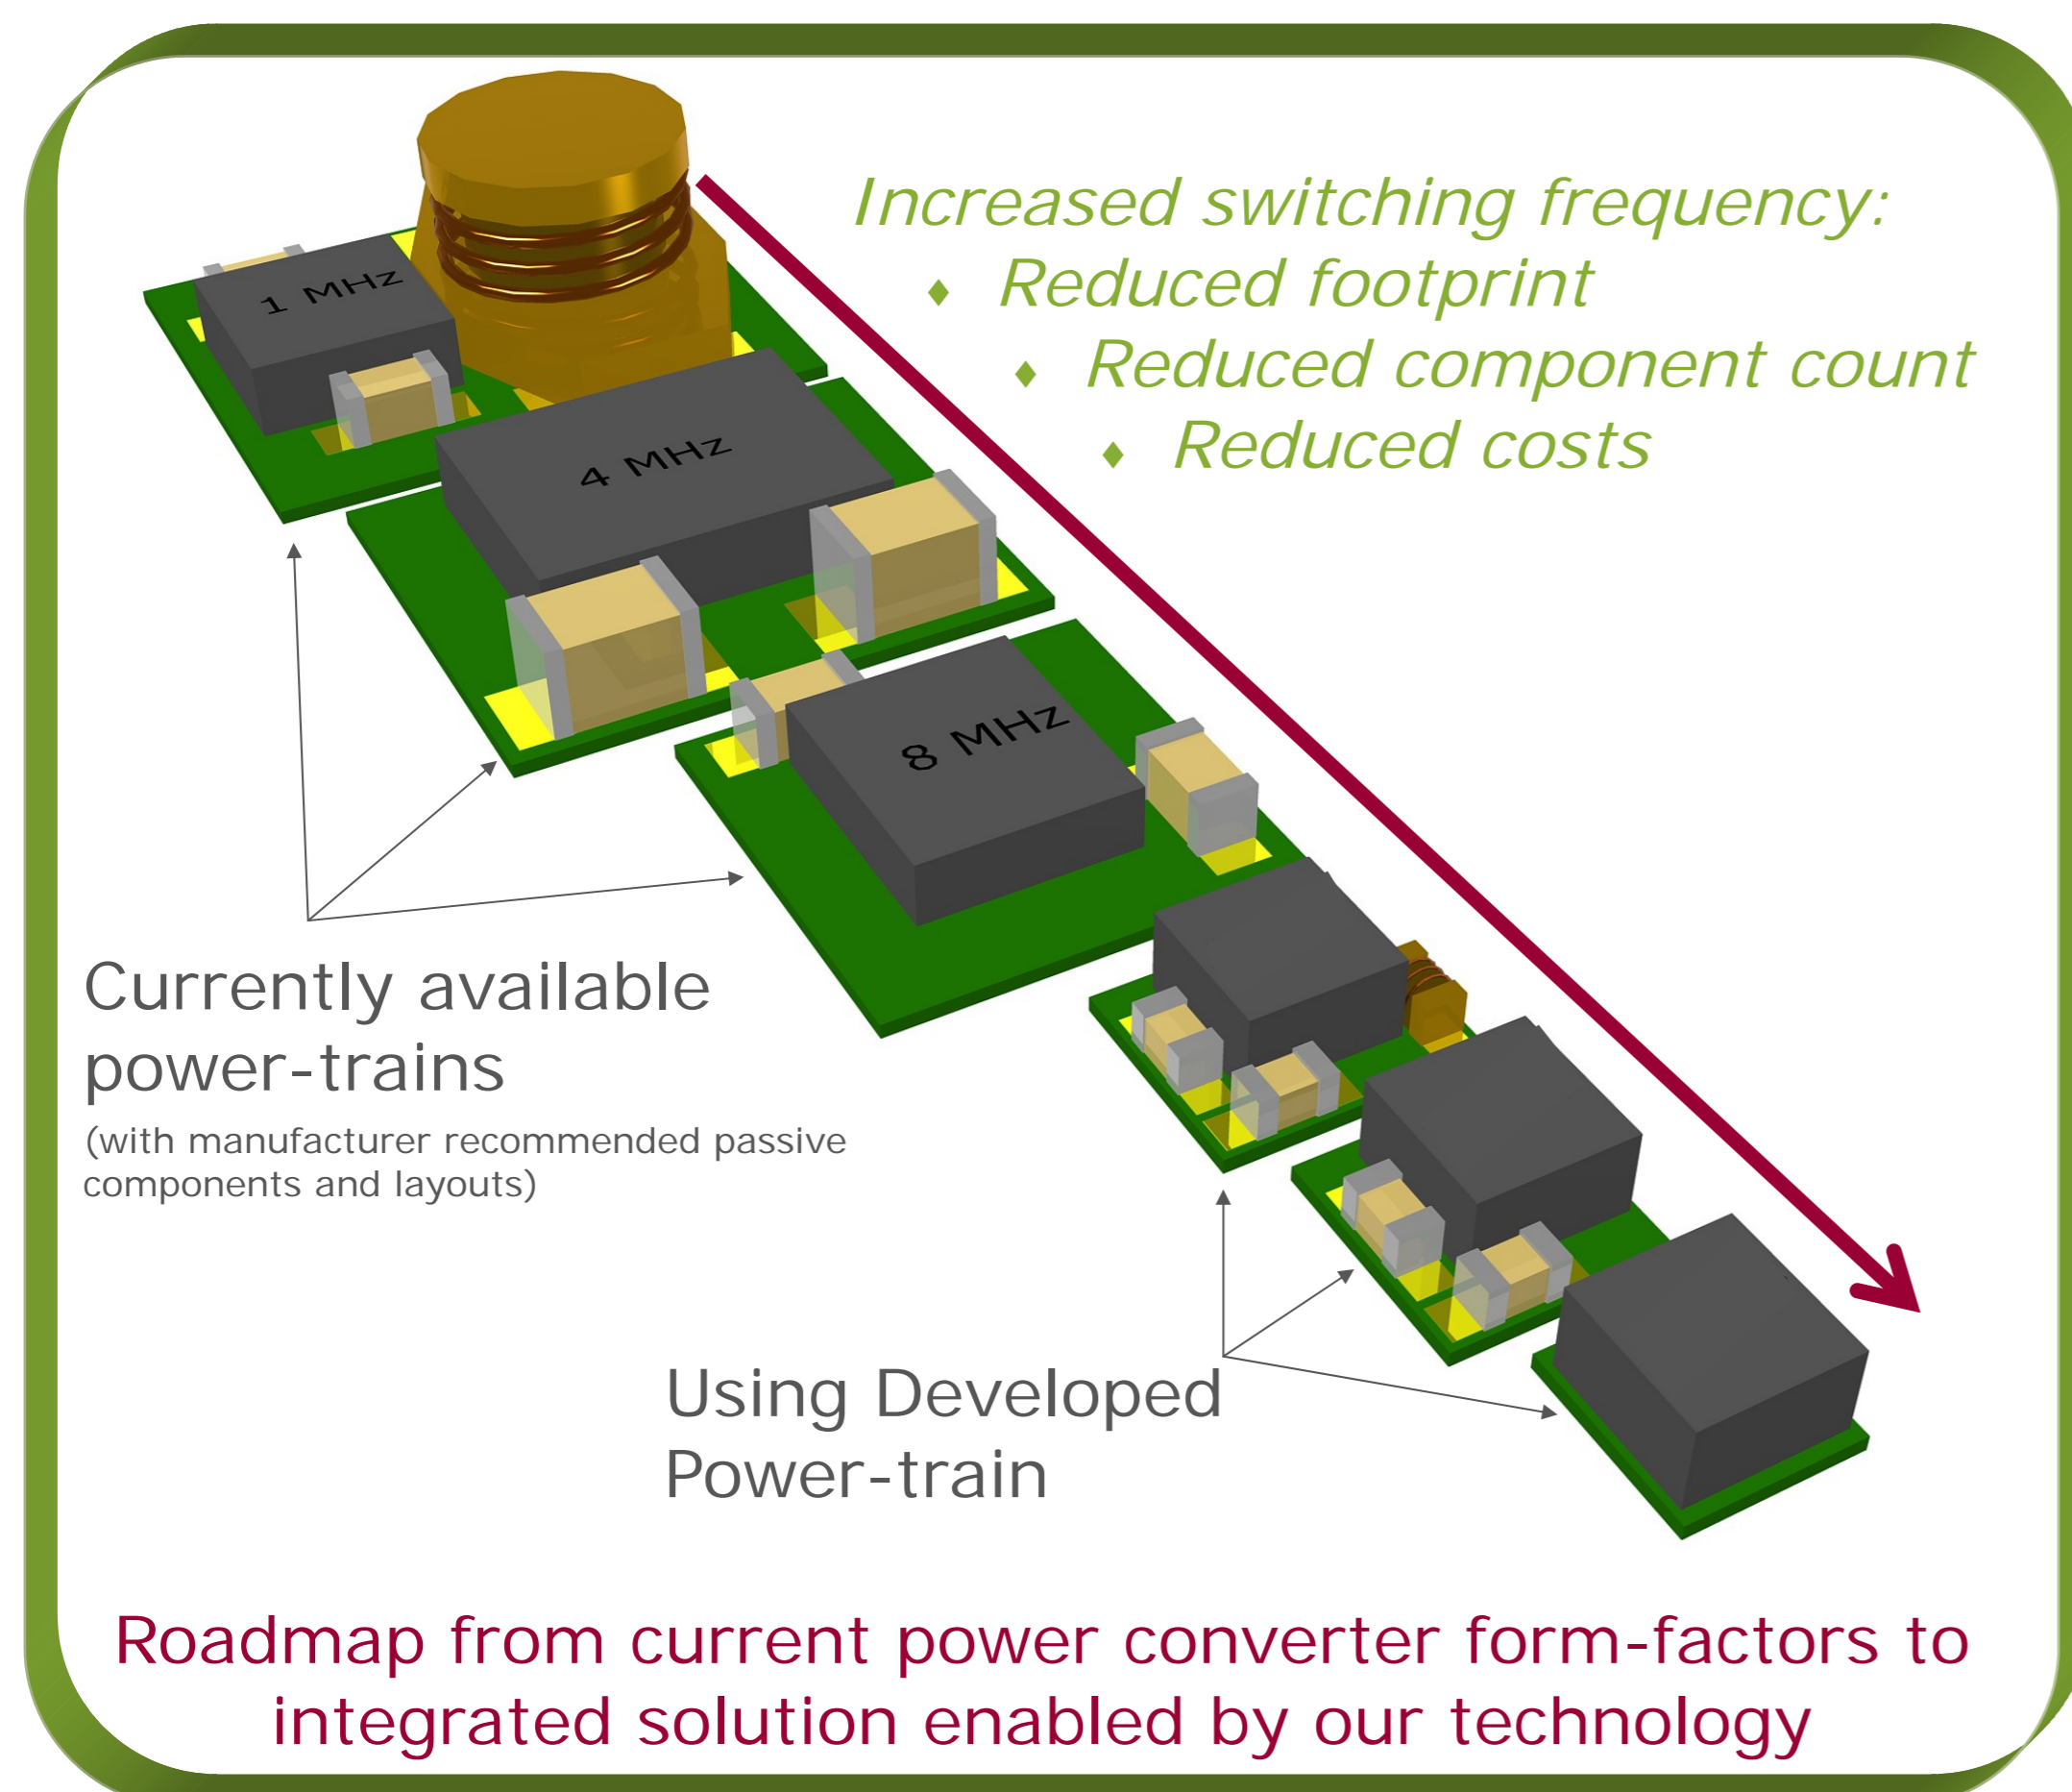 1 MHz
Increased switching frequency:
♦ Reduced footprint
♦ Reduced component count
♦ Reduced costs
4 MHz
8 MHz
Currently available
power-trains
(with manufacturer recommended passive
components and layouts)
Using Developed
Power-train
Roadmap from current power converter form-factors to
integrated solution enabled by our technology